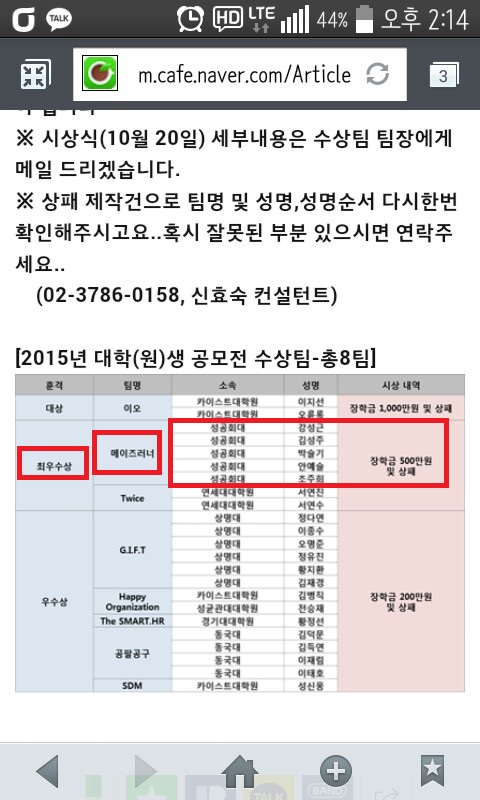 TALK HD LTE 44% 오후 2:14
m.cafe.naver.com/Article
3
가 합니다
※ 시상식(10월 20일) 세부내용은 수상팀 팀장에게
메일 드리겠습니다.
※ 상패 제작건으로 팀명 및 성명,성명순서 다시한번
확인해주시고요..혹시 잘못된 부분 있으시면 연락주
세요..
(02-3786-0158, 신효숙 컨설턴트)
[2015년 대학(원)생 공모전 수상팀-총8팀]
훈격 팀명 소속 성명 시상 내역
대상 이오 카이스트대학원 이지선 장학금 1,000만원 및 상패
카이스트대학원 오륜록
최우수상 메이즈러너 성공회대 강성근 장학금 500만원 및 상패
성공회대 김성주
성공회대 박슬기
성공회대 안예슬
성공회대 조주희
Twice 연세대대학원 서연진
연세대대학원 서연수
우수상 G.I.F.T 상명대 정다연 장학금 200만원 및 상패
상명대 이종수
상명대 오명준
상명대 정유진
상명대 황지환
상명대 김재경
Happy Organization 카이스트대학원 김병직
성균관대대학원 전승재
The SMART.HR 경기대대학원 황정선
공팔공구 동국대 김덕문
동국대 김득연
동국대 이재림
동국대 이태호
SDM 카이스트대학원 성신웅
TALK BAND